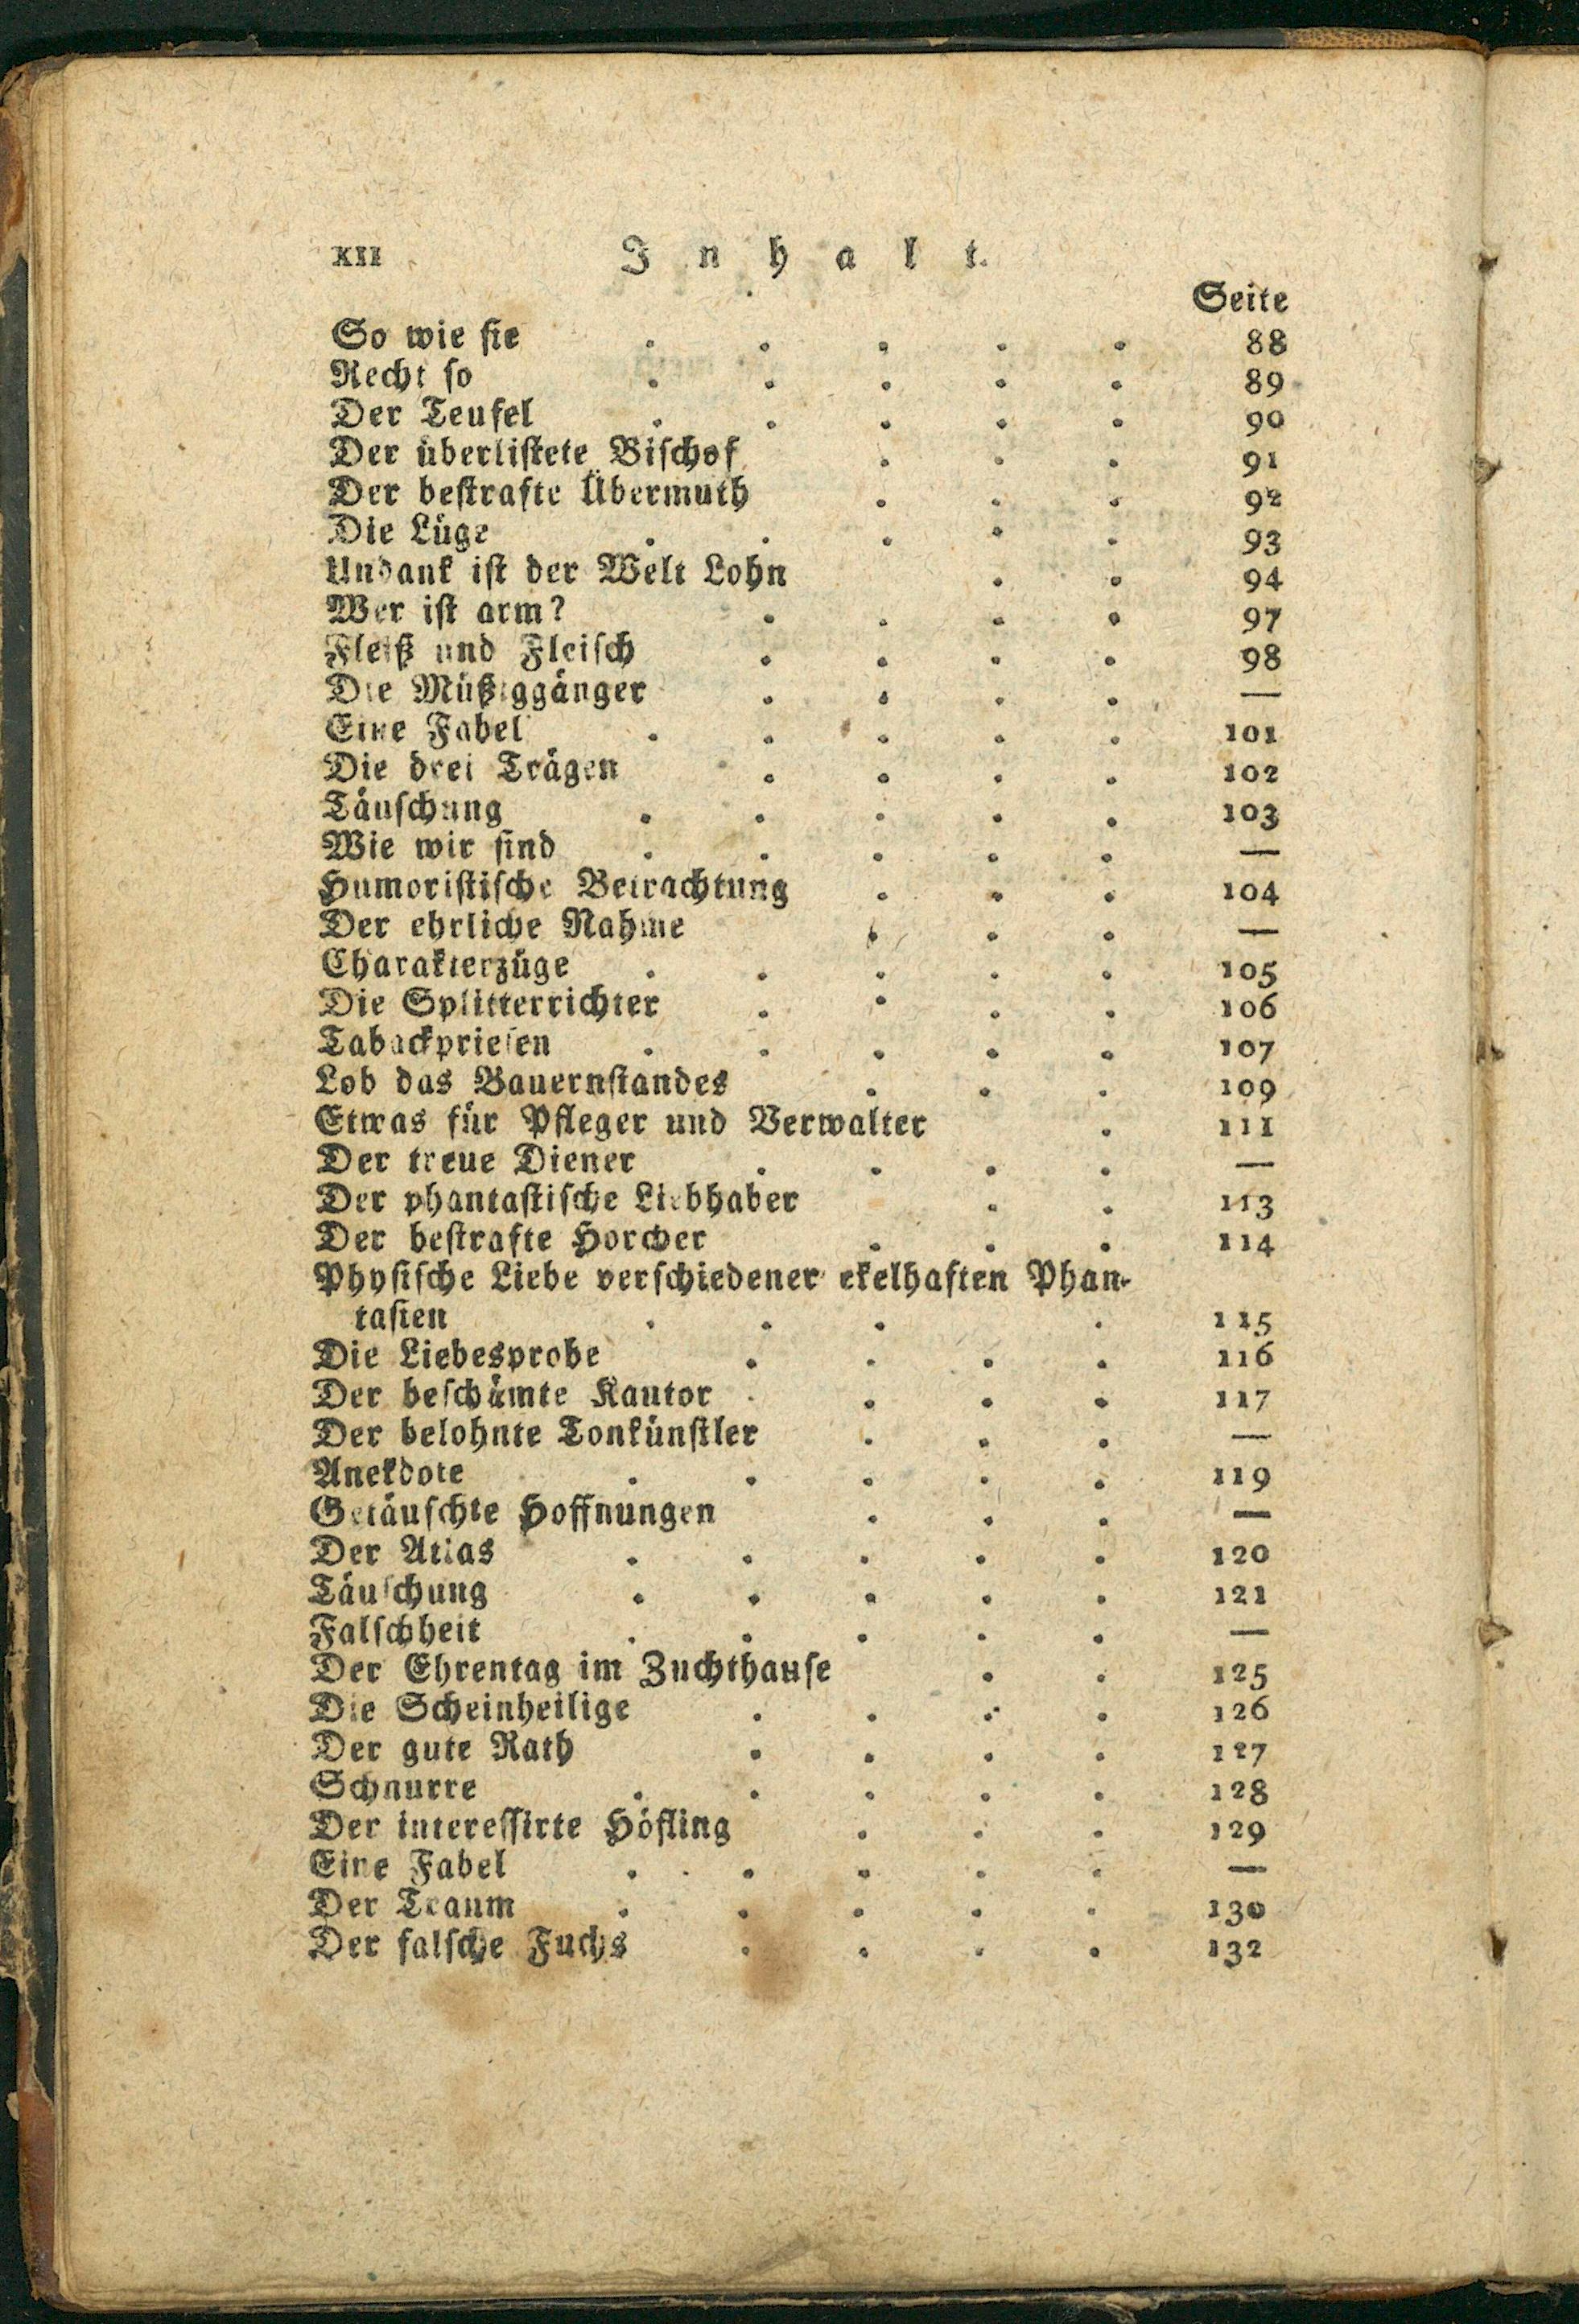 XII Inhalt.
Seite
So wie ſie . . . . . 88
Recht ſo . . . . . 89
Der Teufel . . . . . 90
Der überliſtete Biſchof . . . 91
Der beſtrafte Übermuth . . . 92
Die Lüge . . . . . 93
Undank iſt der Welt Lohn . . 94
Wer iſt arm? . . . . 97
Fleiß und Fleiſch . . . . 98
Die Müßiggänger . . . . —
Eine Fabel . . . . . 101
Die drei Trägen . . . . 102
Täuſchung . . . . . 103
Wie wir ſind . . . . . —
Humoriſtiſche Betrachtung . . . 104
Der ehrliche Nahme . . . —
Charakterzüge . . . . . 105
Die Splitterrichter . . . . 106
Tabackprieſen . . . . . 107
Lob das Bauernſtandes . . . 109
Etwas für Pfleger und Verwalter . 111
Der treue Diener . . . . —
Der phantaſtiſche Liebhaber . . 113
Der beſtrafte Horcher . . . 114
Phyſiſche Liebe verſchiedener ekelhaften Phan-
taſien . . . . 115
Die Liebesprobe . . . . 116
Der beſchämte Kantor . . . . 117
Der belohnte Tonkünſtler . . . —
Anekdote . . . . . 119
Getäuſchte Hoffnungen . . . —
Der Atlas . . . . . 120
Täuſchung . . . . . 121
Falſchheit . . . . . —
Der Ehrentag im Zuchthauſe . . 125
Die Scheinheilige . . . . 126
Der gute Rath . . . . 127
Schnurre . . . . . 128
Der intereſſirte Höfling . . . 129
Eine Fabel . . . . . —
Der Traum . . . . . 130
Der falſche Fuchs . . . . 132